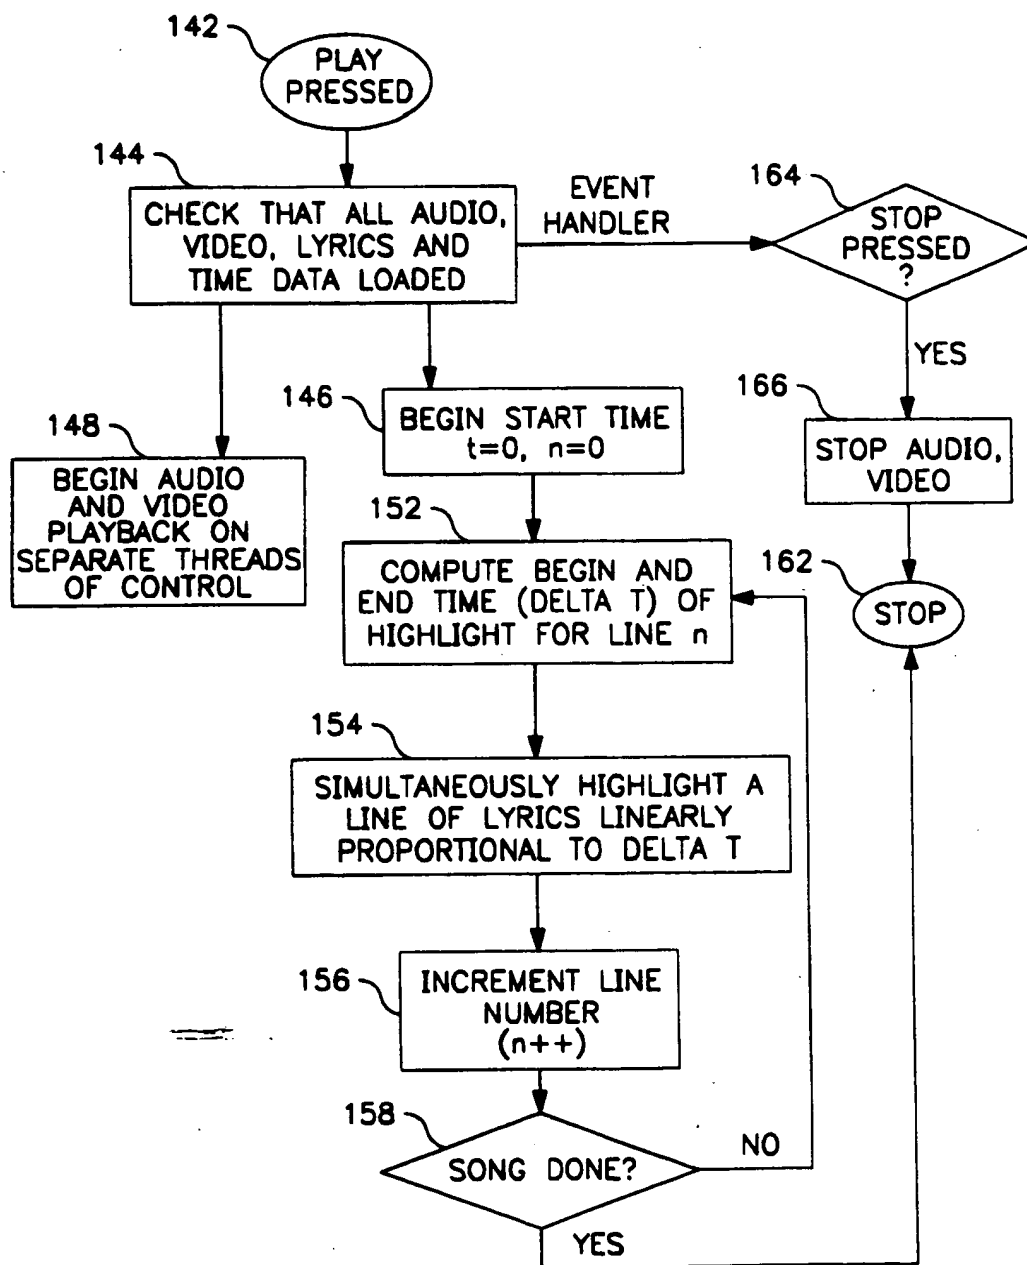 142
PLAY
PRESSED
144
CHECK THAT ALL AUDIO,
VIDEO, LYRICS AND
TIME DATA LOADED
EVENT
HANDLER
164
STOP
PRESSED
?
YES
146
BEGIN START TIME
t=0, n=0
148
BEGIN AUDIO
AND VIDEO
PLAYBACK ON
SEPARATE THREADS
OF CONTROL
166
STOP AUDIO,
VIDEO
152
COMPUTE BEGIN AND
END TIME (DELTA T) OF
HIGHLIGHT FOR LINE n
162
STOP
154
SIMULTANEOUSLY HIGHLIGHT A
LINE OF LYRICS LINEARLY
PROPORTIONAL TO DELTA T
156
INCREMENT LINE
NUMBER
(n++)
158
SONG DONE?
NO
YES